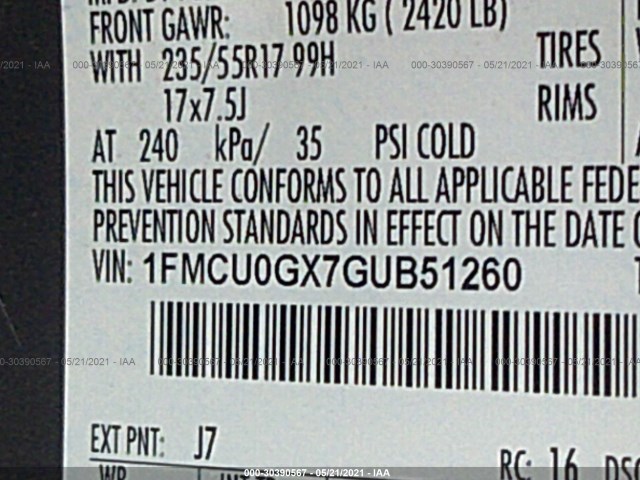 FRONT GAWR: 1098 KG ( 2420 LB)
WITH 235/55R17 99H TIRES
17x7.5J RIMS
AT 240 kPa/ 35 PSI COLD
THIS VEHICLE CONFORMS TO ALL APPLICABLE FEDE
PREVENTION STANDARDS IN EFFECT ON THE DATE
VIN: 1FMCU0GX7GUB51260
EXT PNT: J7
RC: 16 DSO
000-30390567 - 05/21/2021 - IAA